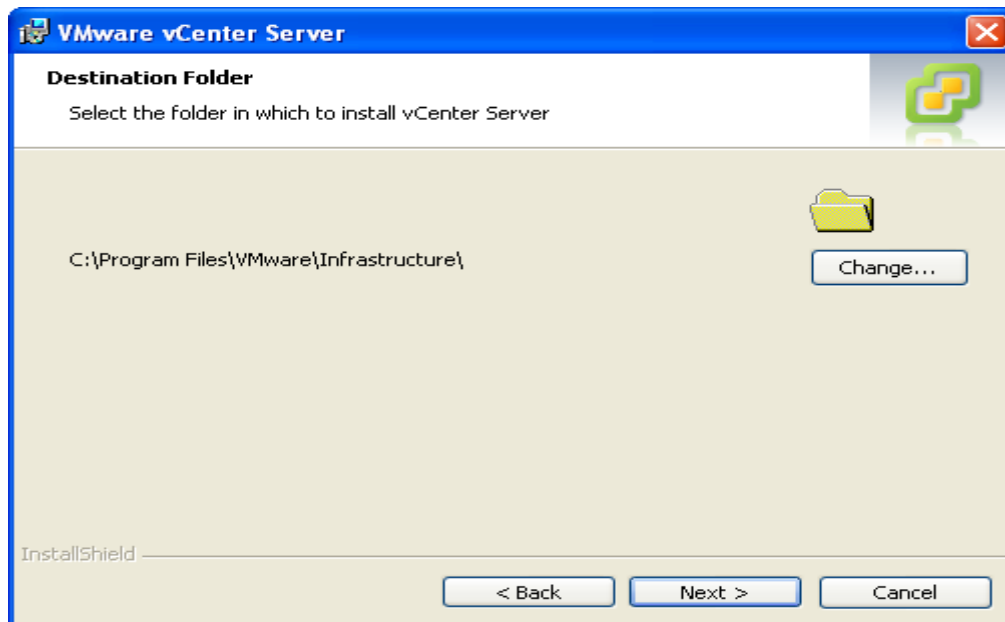 VMware vCenter Server
Destination Folder
Select the folder in which to install vCenter Server
C:\Program Files\VMware\Infrastructure\
Change...
InstallShield
< Back
Next >
Cancel